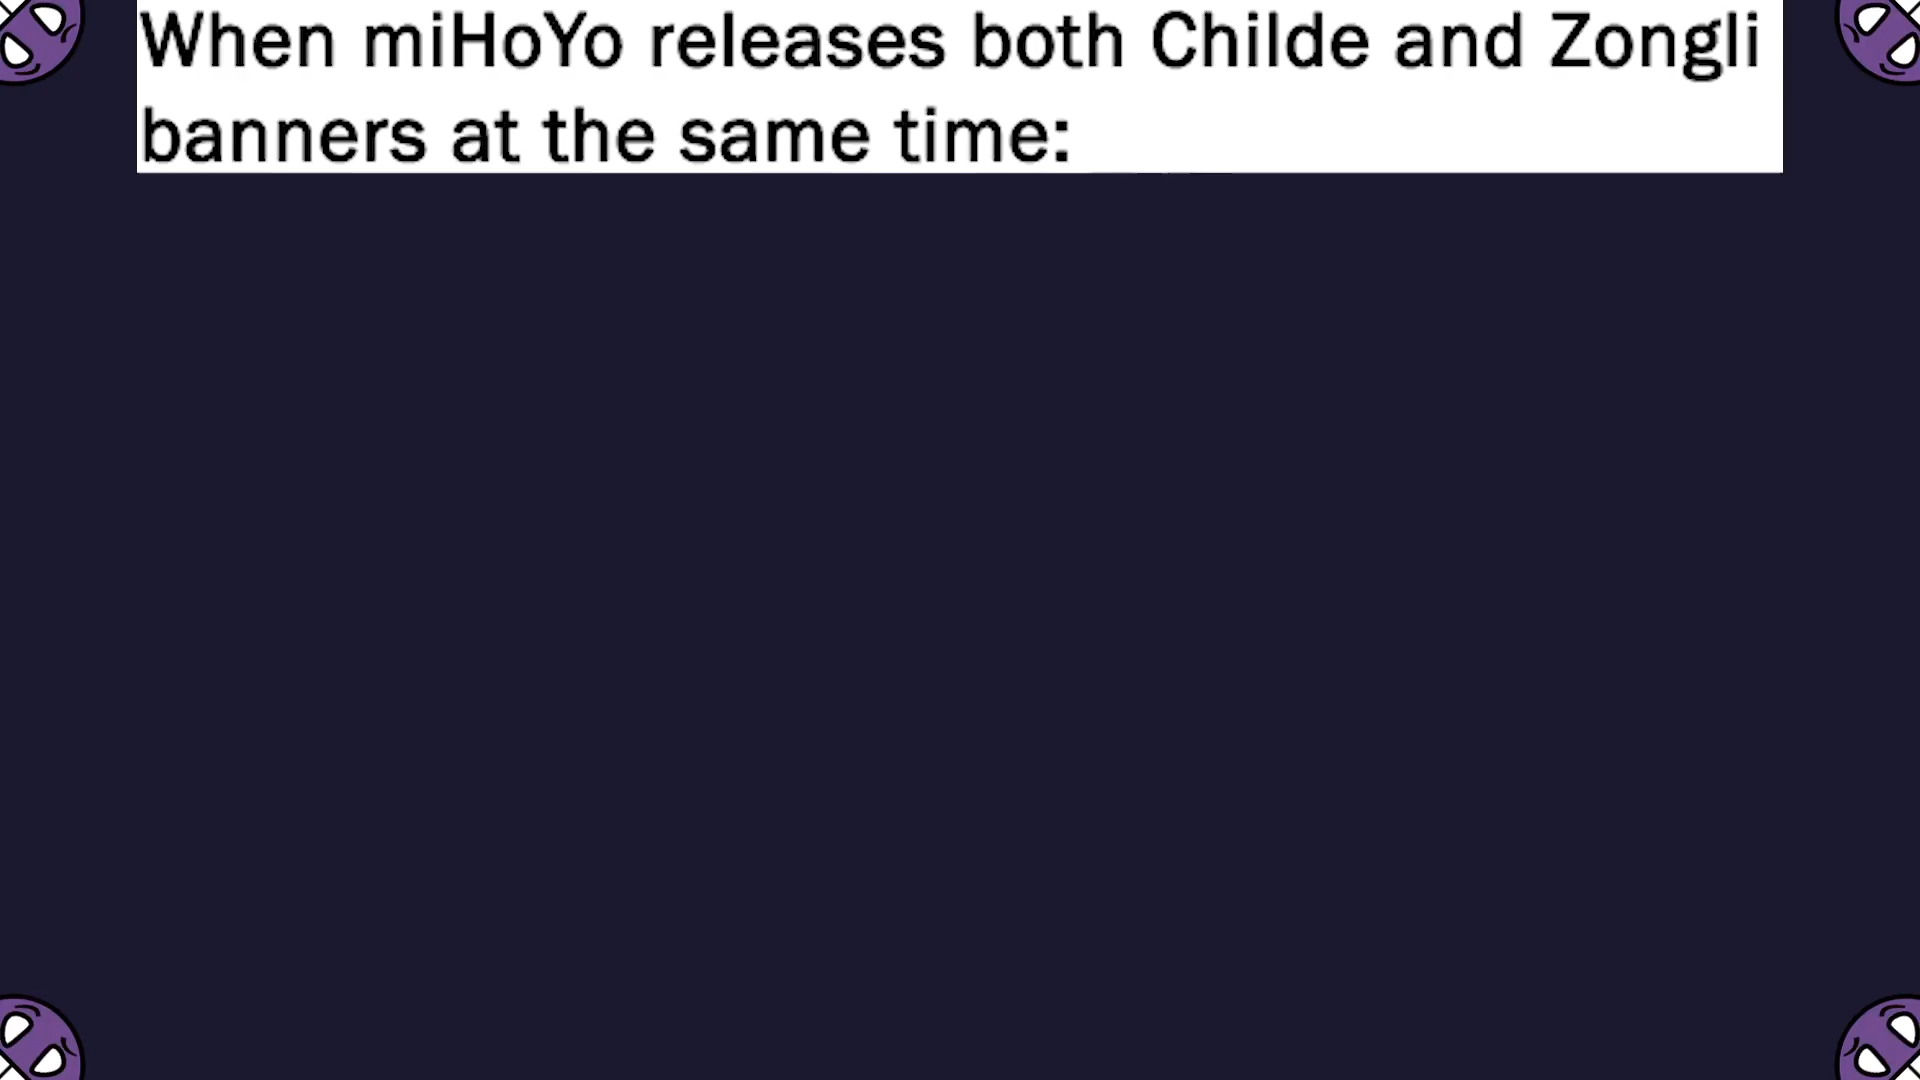 When miHoYo releases both Childe and Zongli
banners at the same time: